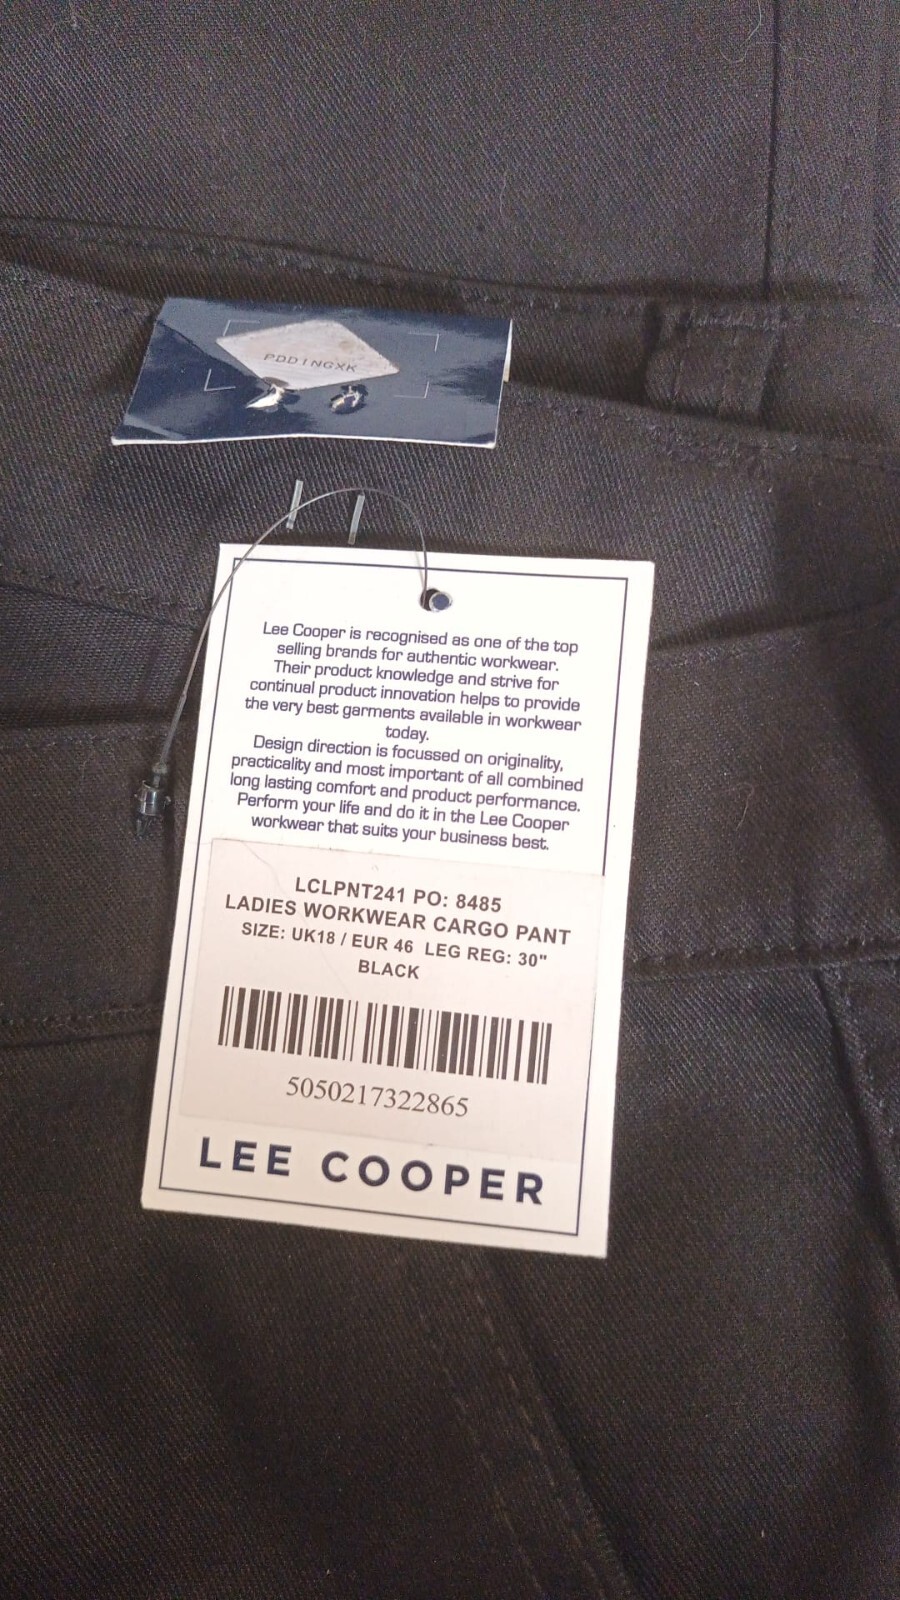 PDDINGXK
Lee Cooper is recognised as one of the top
selling brands for authentic workwear.
Their product knowledge and strive for
continual product innovation helps to provide
the very best garments available in workwear
today.
Design direction is focussed on originality,
practicality and most important of all combined
long lasting comfort and product performance.
Perform your life and do it in the Lee Cooper
workwear that suits your business best.
LCLPNT241 PO: 8485
LADIES WORKWEAR CARGO PANT
SIZE: UK18 / EUR 46 LEG REG: 30"
BLACK
5050217322865
LEE COOPER